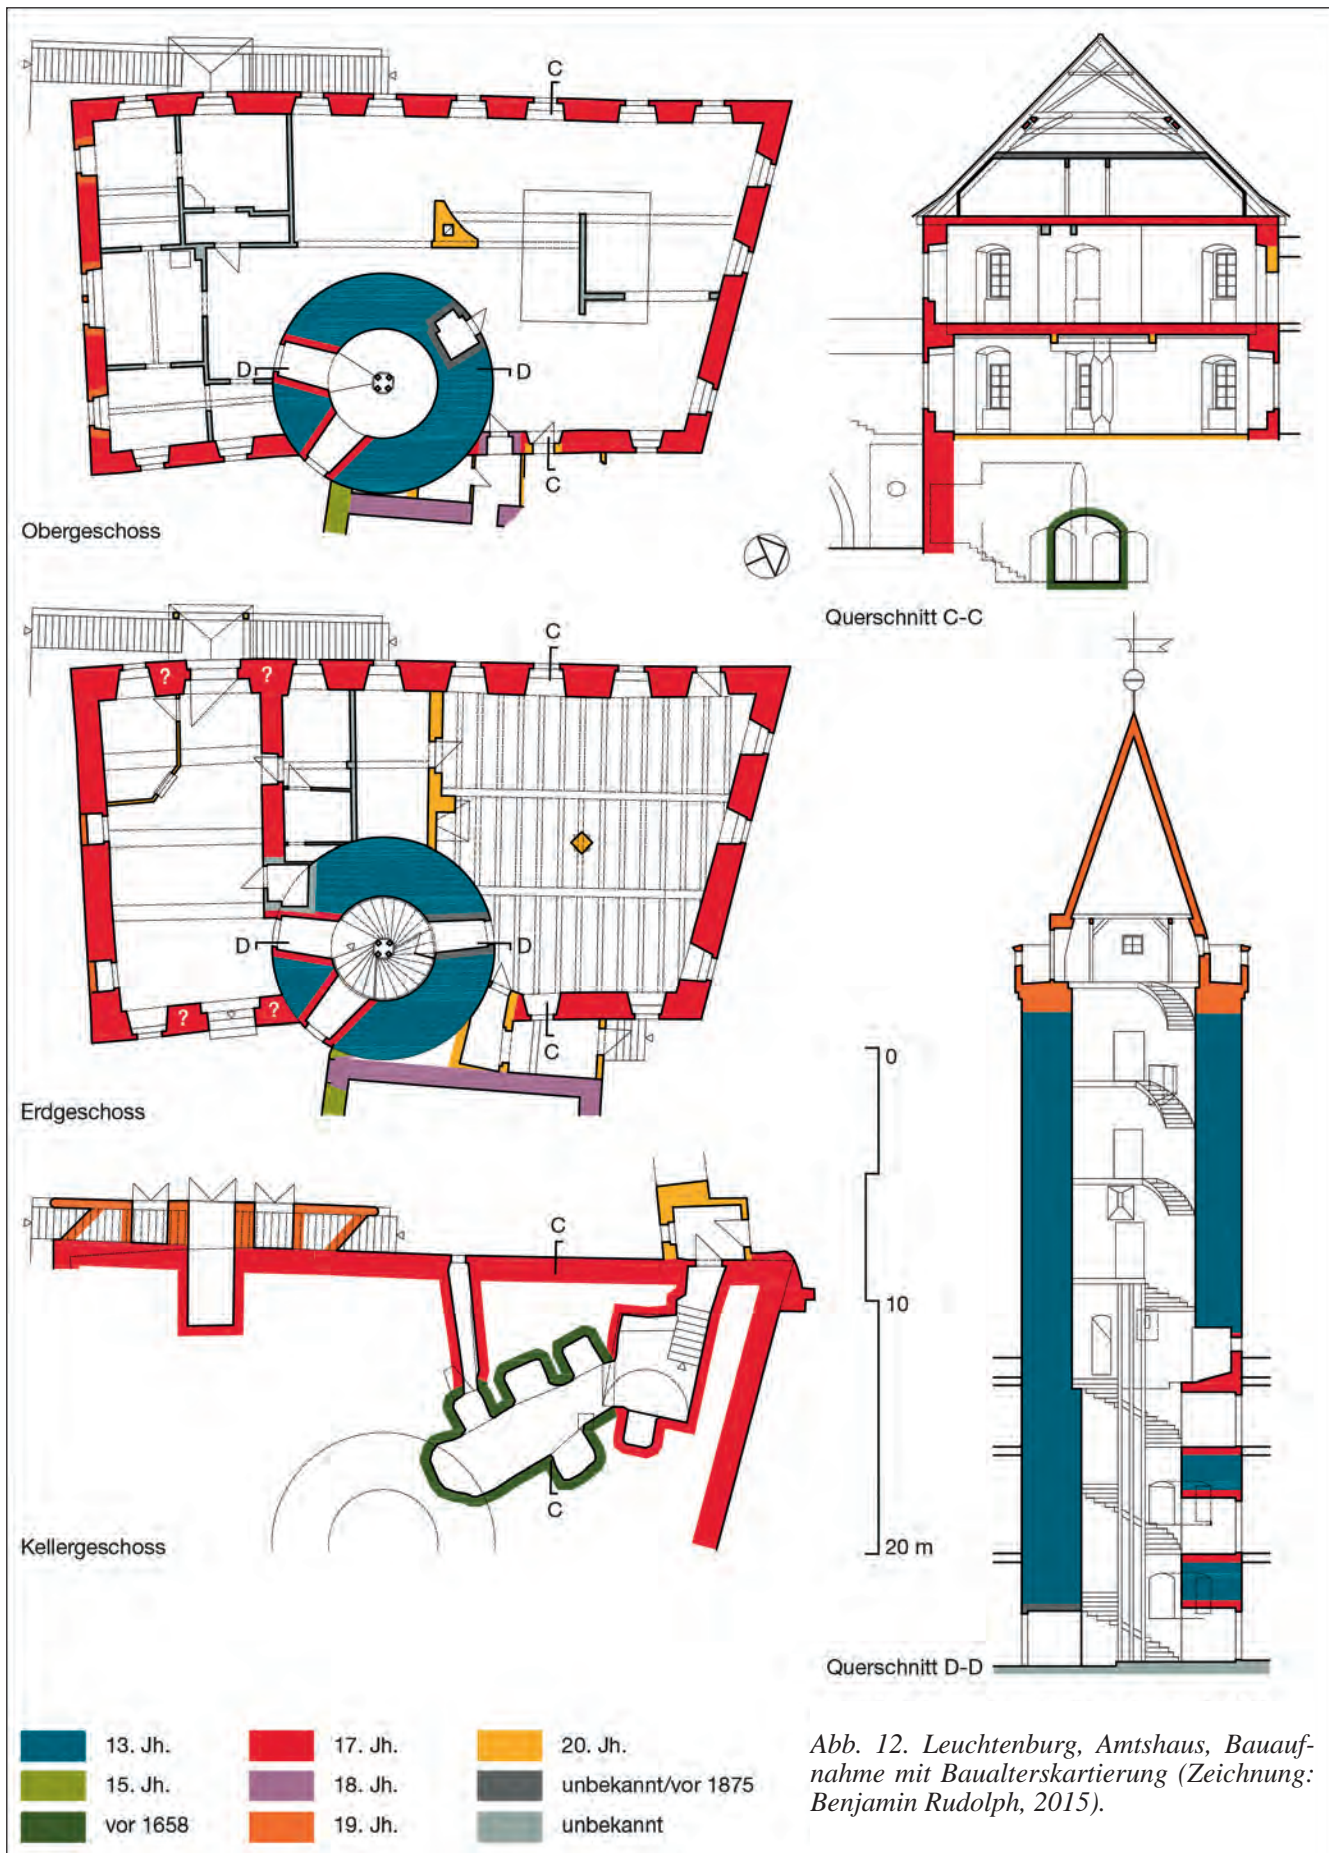 C
D
D
C
Obergeschoss
Querschnitt C-C
C
?
?
D
D
?
?
C
Erdgeschoss
0
10
20 m
C
C
Kellergeschoss
Querschnitt D-D
13. Jh.
15. Jh.
vor 1658
17. Jh.
18. Jh.
19. Jh.
20. Jh.
unbekannt/vor 1875
unbekannt
Abb. 12. Leuchtenburg, Amtshaus, Bauauf-
nahme mit Baualterskartierung (Zeichnung:
Benjamin Rudolph, 2015).